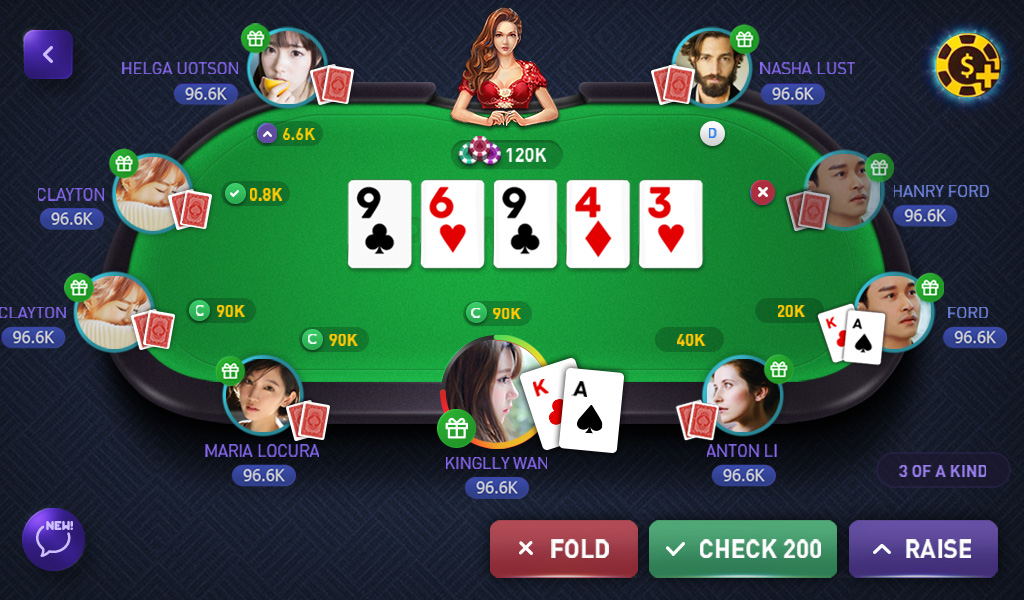 HELGA UOTSON
96.6K
NASHA LUST
96.6K
$
6.6K
D
120K
CLAYTON
96.6K
0.8K
9
6
9
4
3
HANRY FORD
96.6K
CLAYTON
96.6K
C 90K
C 90K
C 90K
40K
20K
K
A
FORD
96.6K
K
A
MARIA LOCURA
96.6K
KINGLLY WAN
96.6K
ANTON LI
96.6K
3 OF A KIND
NEW!
FOLD
CHECK 200
RAISE